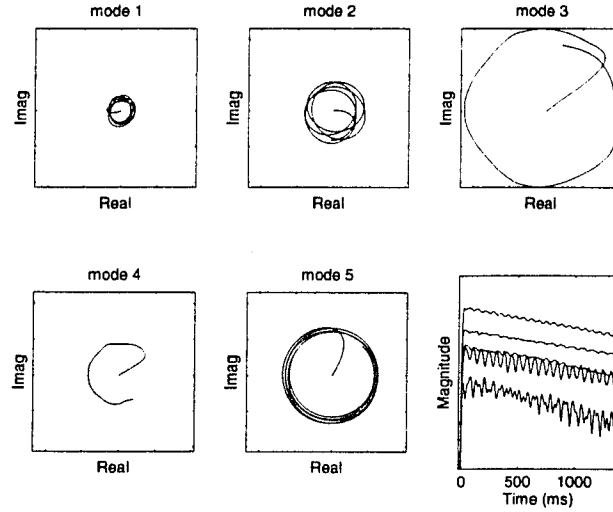 mode 1
mode 2
mode 3
Imag
Imag
Imag
Real
Real
Real
mode 4
mode 5
Imag
Imag
Magnitude
Real
Real
0
500
1000
Time (ms)